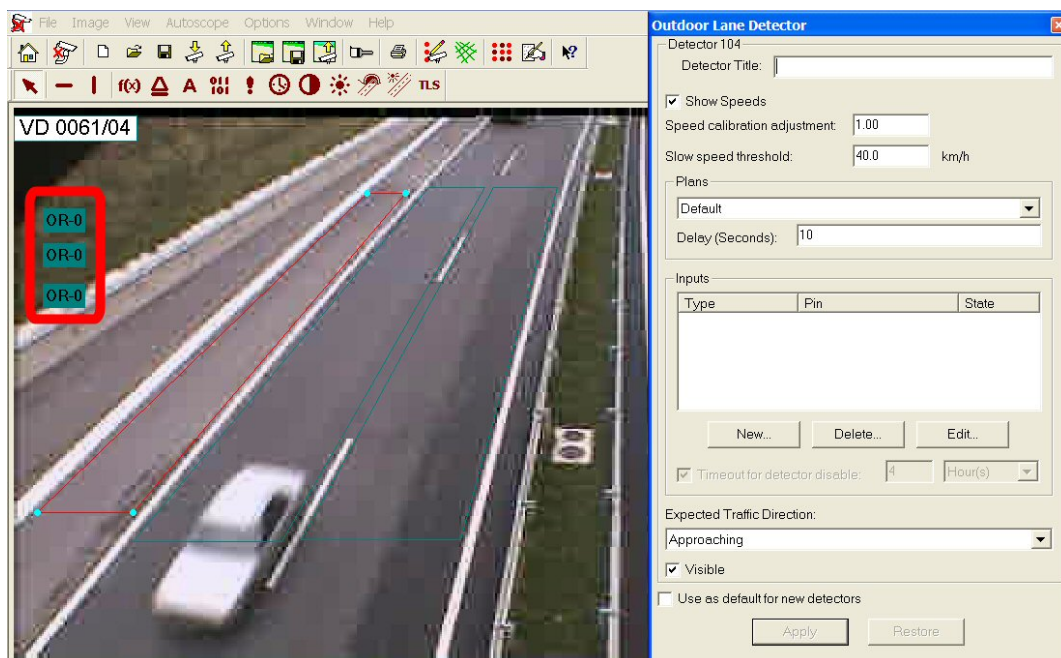 File Image View Autoscope Options Window Help
f(x) A TLS
VD 0061/04
OR-0
OR-0
OR-0
Outdoor Lane Detector
Detector 104
Detector Title:
Show Speeds
Speed calibration adjustment: 1.00
Slow speed threshold: 40.0 km/h
Plans
Default
Delay (Seconds): 10
Inputs
Type Pin State
New... Delete... Edit...
Timeout for detector disable: 4 Hour(s)
Expected Traffic Direction:
Approaching
Visible
Use as default for new detectors
Apply Restore